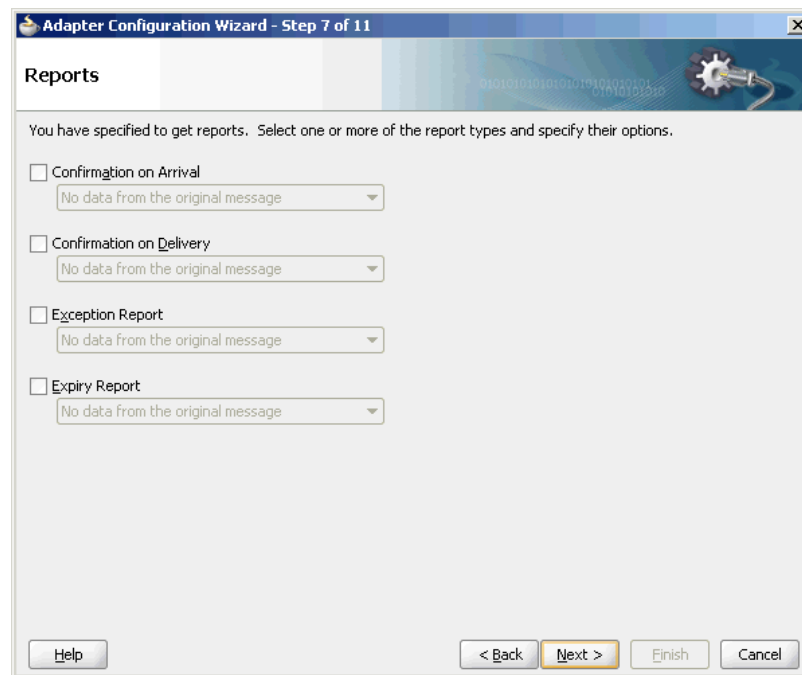 Adapter Configuration Wizard - Step 7 of 11
Reports
You have specified to get reports. Select one or more of the report types and specify their options.
Confirmation on Arrival
No data from the original message
Confirmation on Delivery
No data from the original message
Exception Report
No data from the original message
Expiry Report
No data from the original message
Help
< Back
Next >
Finish
Cancel